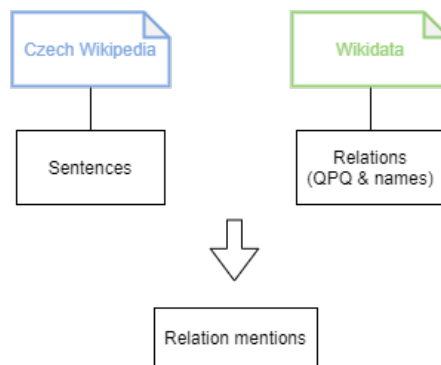 Czech Wikipedia
Wikidata
Sentences
Relations
(QPQ & names)
Relation mentions